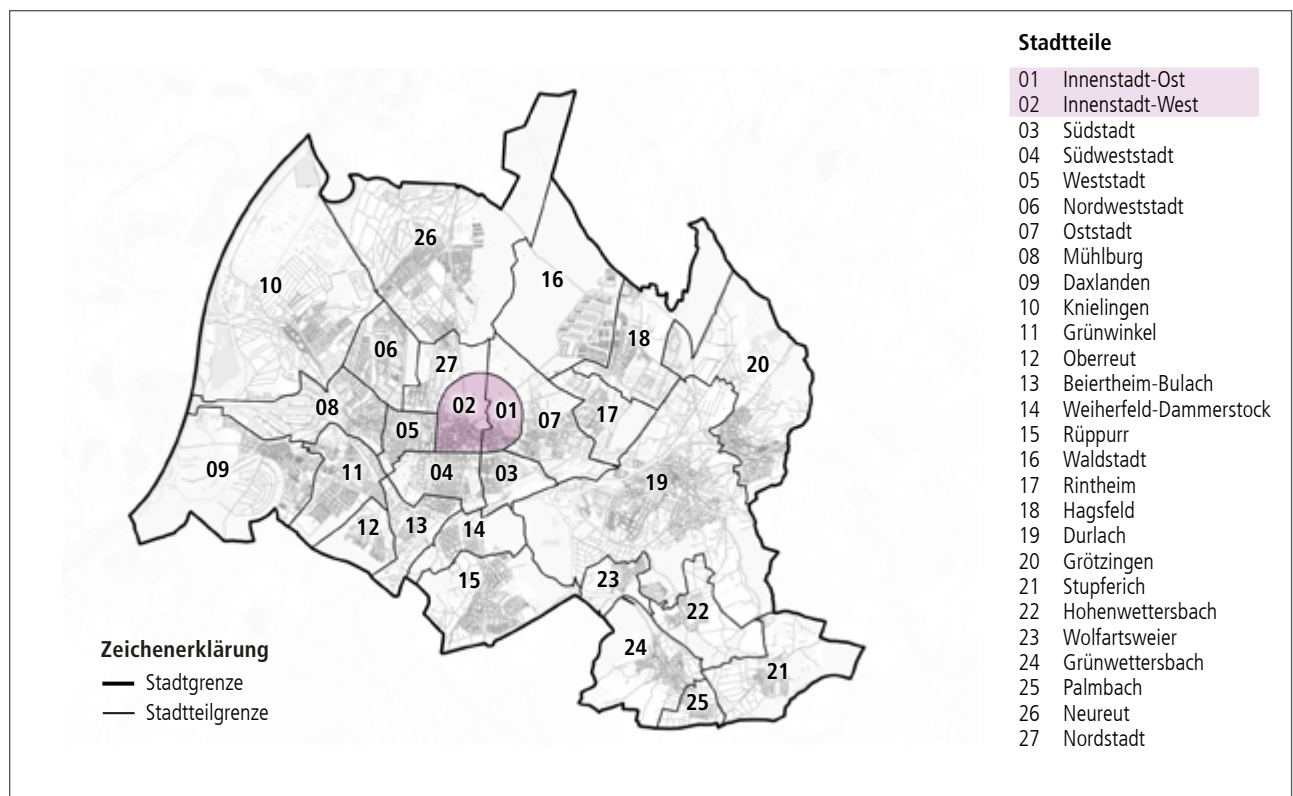 Stadtteile
01 Innenstadt-Ost
02 Innenstadt-West
03 Südstadt
04 Südweststadt
05 Weststadt
06 Nordweststadt
07 Oststadt
08 Mühlburg
09 Daxlanden
10 Knielingen
11 Grünwinkel
12 Oberreut
13 Beiertheim-Bulach
14 Weiherfeld-Dammerstock
15 Rüppurr
16 Waldstadt
17 Rintheim
18 Hagsfeld
19 Durlach
20 Grötzingen
21 Stupferich
22 Hohenwettersbach
23 Wolfartsweier
24 Grünwettersbach
25 Palmbach
26 Neureut
27 Nordstadt
26
10
16
18
06
27
20
08
02
01
07
17
05
09
11
04
03
19
12
13
14
15
23
22
24
21
25
Zeichenerklärung
Stadtgrenze
Stadtteilgrenze